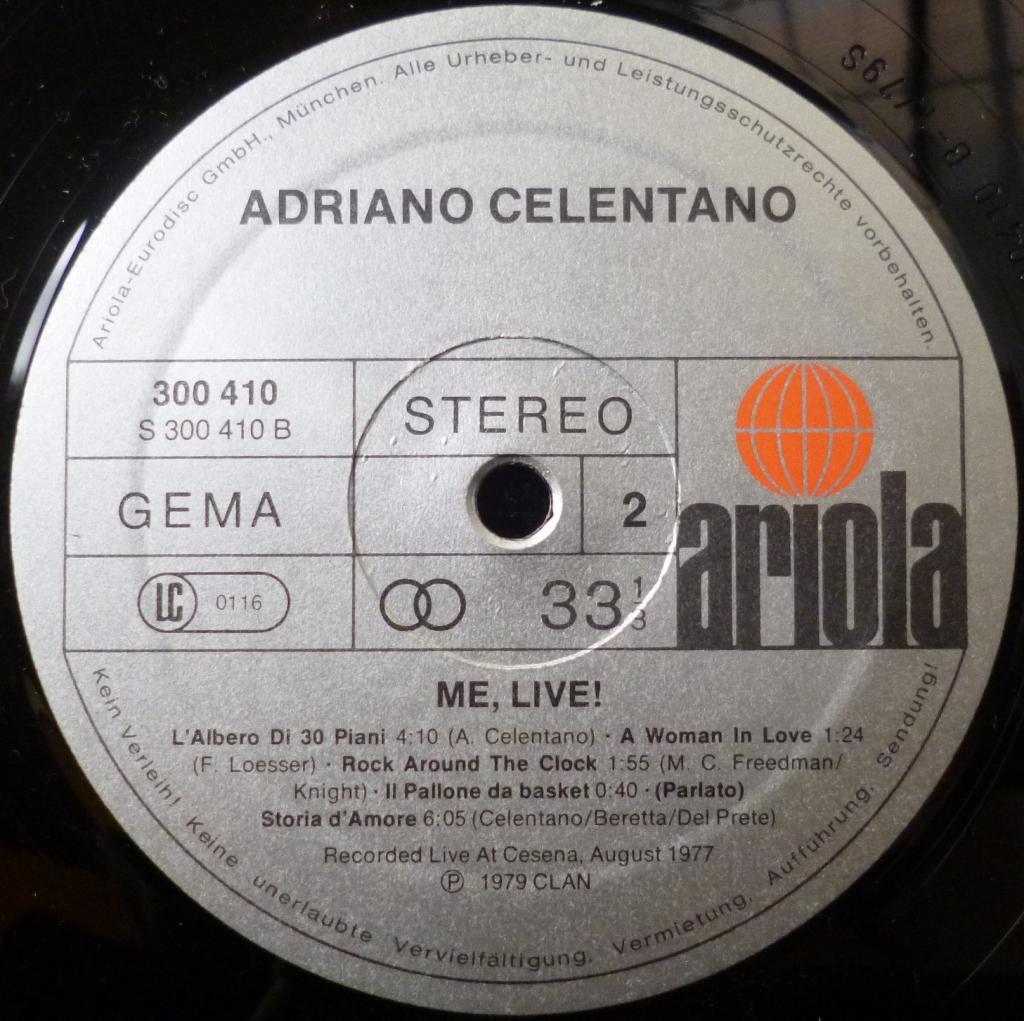 Ariola-Eurodisc GmbH., München. Alle Urheber- und Leistungsschutzrechte vorbehalten.
ADRIANO CELENTANO
300 410
S 300 410 B
STEREO
GEMA
2
LC 0116
33 1/3
ariola
ME, LIVE!
L'Albero Di 30 Piani 4:10 (A. Celentano) · A Woman In Love 1:24
(F. Loesser) · Rock Around The Clock 1:55 (M. C. Freedman/
Knight) · Il Pallone da basket 0:40 · (Parlato)
Storia d'Amore 6:05 (Celentano/Beretta/Del Prete)
Recorded Live At Cesena, August 1977
℗ 1979 CLAN
Kein Verleih! Keine unerlaubte Vervielfältigung, Vermietung, Aufführung, Sendung!